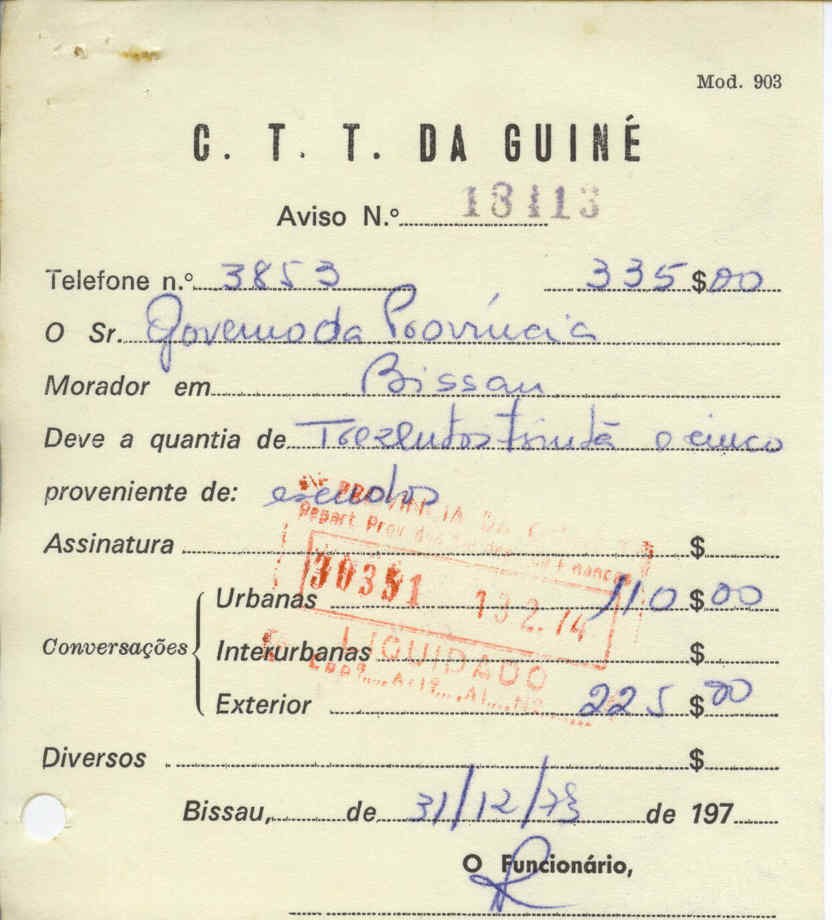 Mod. 903
C. T. T. DA GUINÉ
Aviso N.º 18113
Telefone n.º 3853 335 $ 00
O Sr. Governo da Província
Morador em Bissau
Deve a quantia de Trezentos trinta e cinco
proveniente de: escudos
Assinatura $
Urbanas 110 $ 00
Conversações
Interurbanas $
Exterior 225 $ 00
Diversos $
30351 13.2.74
LIQUIDADO
Bissau, de 31/12/73 de 197
O Funcionário,